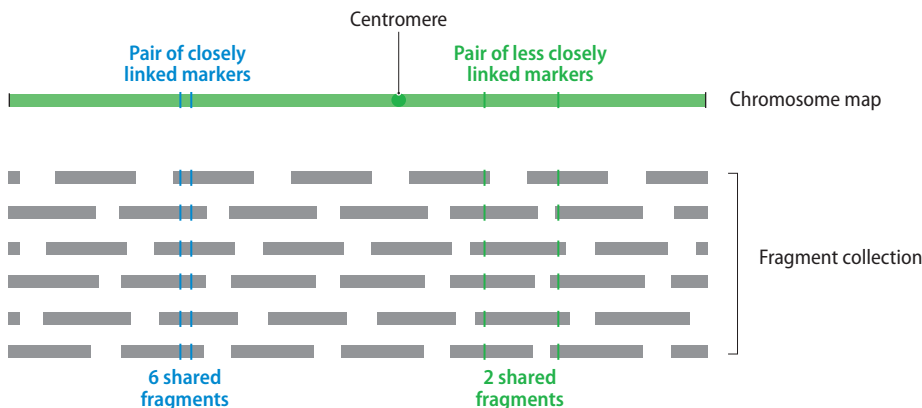 Centromere
Pair of closely
linked markers
Pair of less closely
linked markers
Chromosome map
Fragment collection
6 shared
fragments
2 shared
fragments